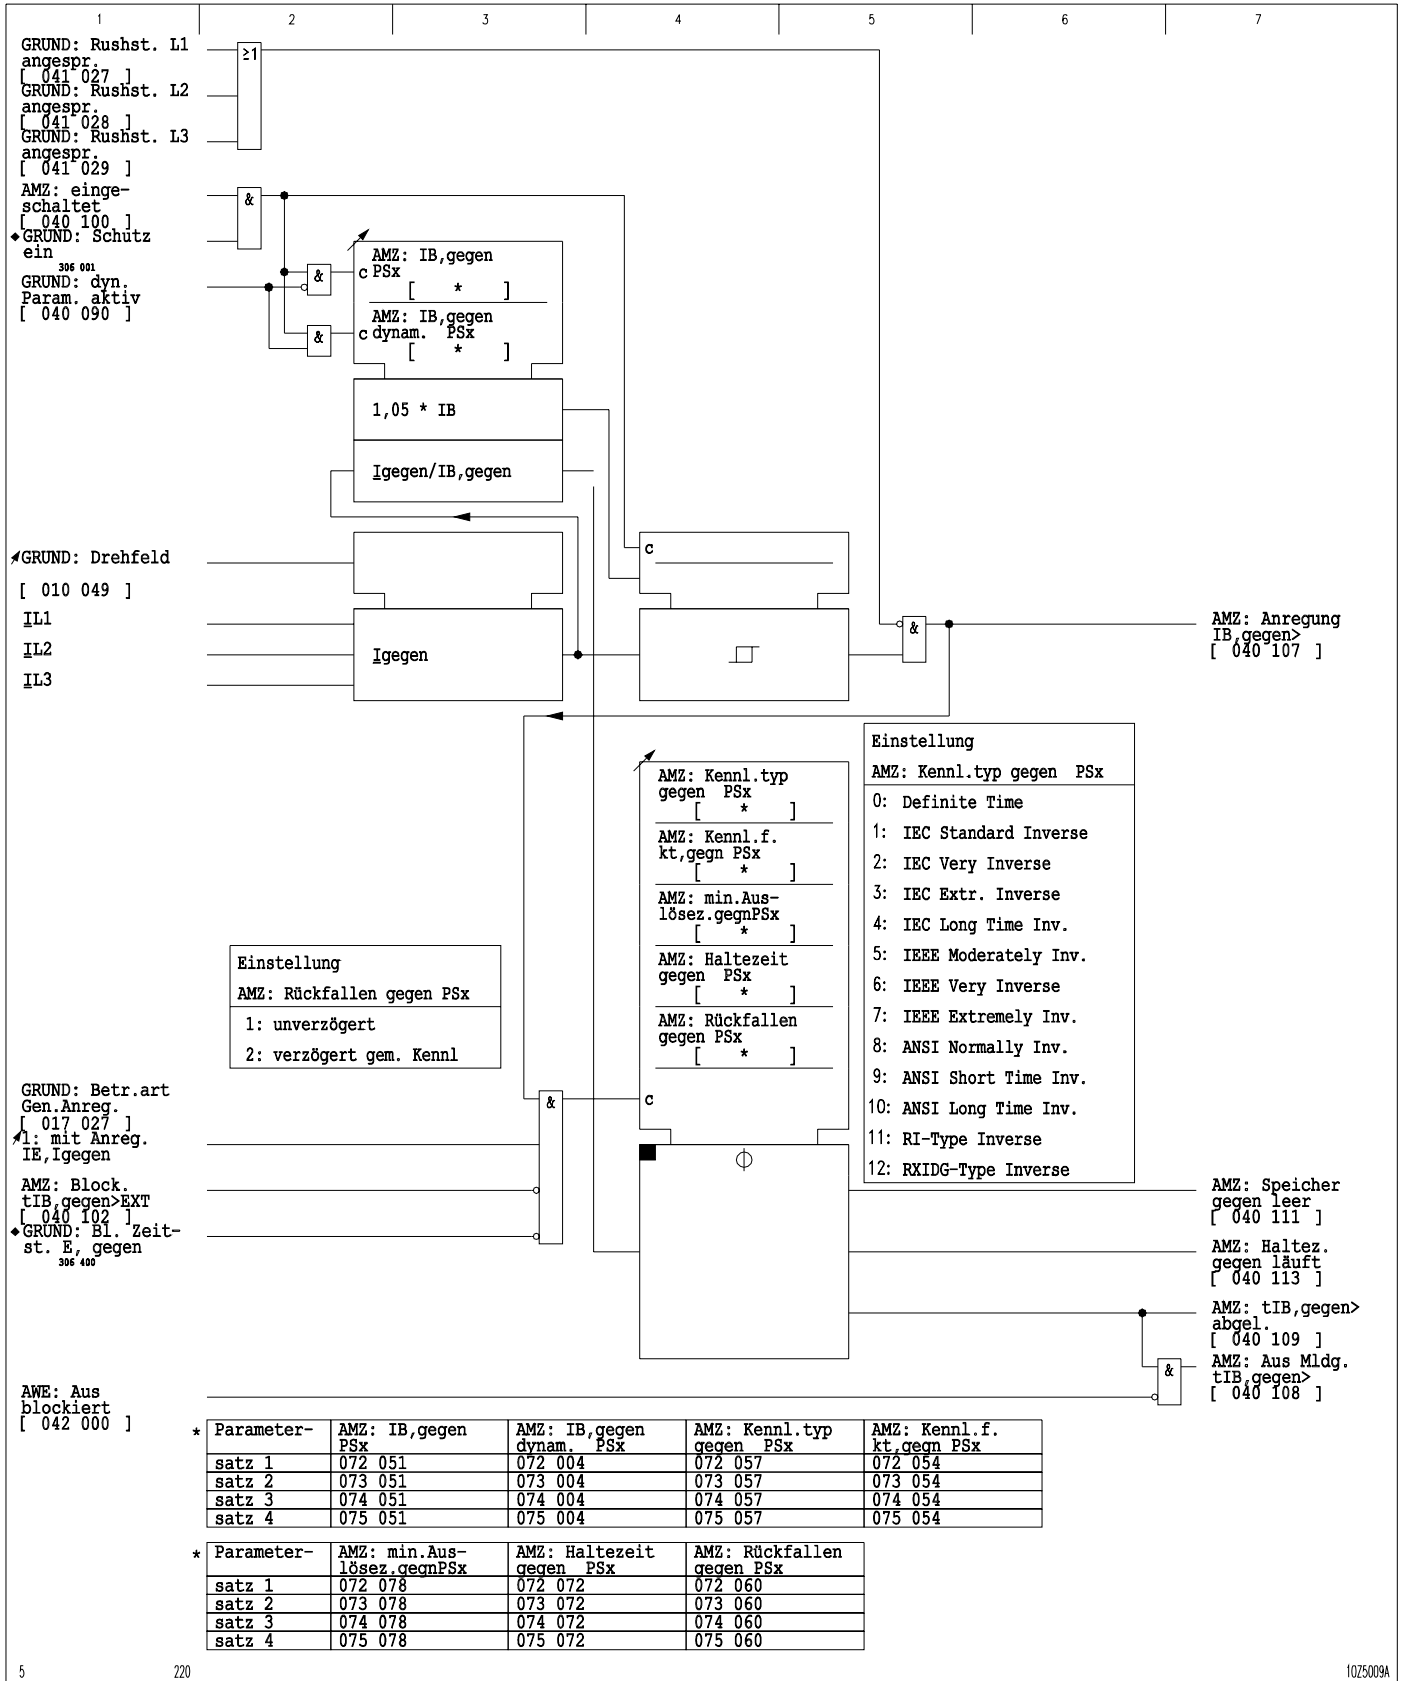 1 2 3 4 5 6 7
GRUND: Rushst. L1
angespr.
[ 041 027 ]
GRUND: Rushst. L2
angespr.
[ 041 028 ]
GRUND: Rushst. L3
angespr.
[ 041 029 ]
≥1
AMZ: einge-
schaltet
[ 040 100 ]
◆GRUND: Schutz
ein
306 001
GRUND: dyn.
Param. aktiv
[ 040 090 ]
&
&
&
C
AMZ: IB,gegen
PSx
[ * ]
C
AMZ: IB,gegen
dynam. PSx
[ * ]
1,05 * IB
Igegen/IB,gegen
GRUND: Drehfeld
[ 010 049 ]
IL1
IL2
IL3
Igegen
C
&
AMZ: Anregung
IB,gegen>
[ 040 107 ]
AMZ: Kennl.typ
gegen PSx
[ * ]
AMZ: Kennl.f.
kt,gegn PSx
[ * ]
AMZ: min.Aus-
lösez.gegnPSx
[ * ]
AMZ: Haltezeit
gegen PSx
[ * ]
AMZ: Rückfallen
gegen PSx
[ * ]
C
Einstellung
AMZ: Kennl.typ gegen PSx
0: Definite Time
1: IEC Standard Inverse
2: IEC Very Inverse
3: IEC Extr. Inverse
4: IEC Long Time Inv.
5: IEEE Moderately Inv.
6: IEEE Very Inverse
7: IEEE Extremely Inv.
8: ANSI Normally Inv.
9: ANSI Short Time Inv.
10: ANSI Long Time Inv.
11: RI-Type Inverse
12: RXIDG-Type Inverse
Einstellung
AMZ: Rückfallen gegen PSx
1: unverzögert
2: verzögert gem. Kennl
GRUND: Betr.art
Gen.Anreg.
[ 017 027 ]
1: mit Anreg.
IE,Igegen
AMZ: Block.
tIB,gegen>EXT
[ 040 102 ]
◆GRUND: Bl. Zeit-
st. E, gegen
306 400
&
AMZ: Speicher
gegen leer
[ 040 111 ]
AMZ: Haltez.
gegen läuft
[ 040 113 ]
AMZ: tIB,gegen>
abgel.
[ 040 109 ]
&
AMZ: Aus Mldg.
tIB,gegen>
[ 040 108 ]
AWE: Aus
blockiert
[ 042 000 ]
* Parameter- AMZ: IB,gegen PSx AMZ: IB,gegen dynam. PSx AMZ: Kennl.typ gegen PSx AMZ: Kennl.f. kt,gegn PSx
satz 1 072 051 072 004 072 057 072 054
satz 2 073 051 073 004 073 057 073 054
satz 3 074 051 074 004 074 057 074 054
satz 4 075 051 075 004 075 057 075 054
* Parameter- AMZ: min.Aus- lösez.gegnPSx AMZ: Haltezeit gegen PSx AMZ: Rückfallen gegen PSx
satz 1 072 078 072 072 072 060
satz 2 073 078 073 072 073 060
satz 3 074 078 074 072 074 060
satz 4 075 078 075 072 075 060
5 220 10Z5009A